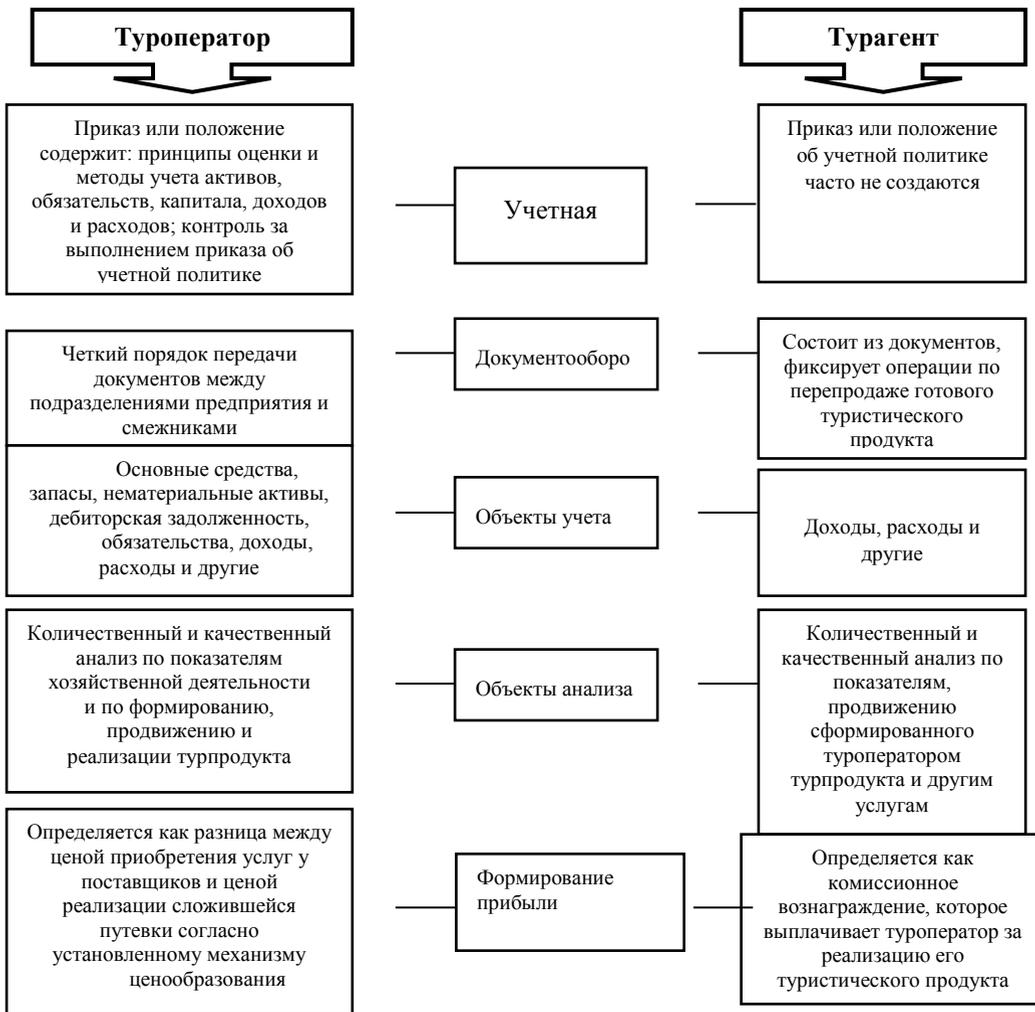 Туроператор
Турагент
Приказ или положение
содержит: принципы оценки и
методы учета активов,
обязательств, капитала, доходов
и расходов; контроль за
выполнением приказа об
учетной политике
Учетная
Приказ или положение
об учетной политике
часто не создаются
Четкий порядок передачи
документов между
подразделениями предприятия и
смежниками
Документооборо
Состоит из документов,
фиксирует операции по
перепродаже готового
туристического
продукта
Основные средства,
запасы, нематериальные активы,
дебиторская задолженность,
обязательства, доходы,
расходы и другие
Объекты учета
Доходы, расходы и
другие
Количественный и качественный
анализ по показателям
хозяйственной деятельности
и по формированию,
продвижению и
реализации турпродукта
Объекты анализа
Количественный и
качественный анализ по
показателям,
продвижению
сформированного
туроператором
турпродукта и другим
услугам
Определяется как разница между
ценой приобретения услуг у
поставщиков и ценой
реализации сложившейся
путевки согласно
установленному механизму
ценообразования
Формирование
прибыли
Определяется как
комиссионное
вознаграждение, которое
выплачивает туроператор за
реализацию его
туристического продукта